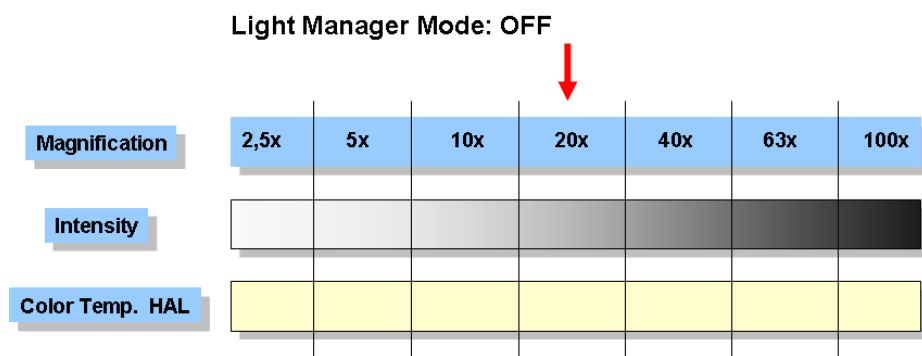 Light Manager Mode: OFF
Magnification 2,5x 5x 10x 20x 40x 63x 100x
Intensity
Color Temp. HAL